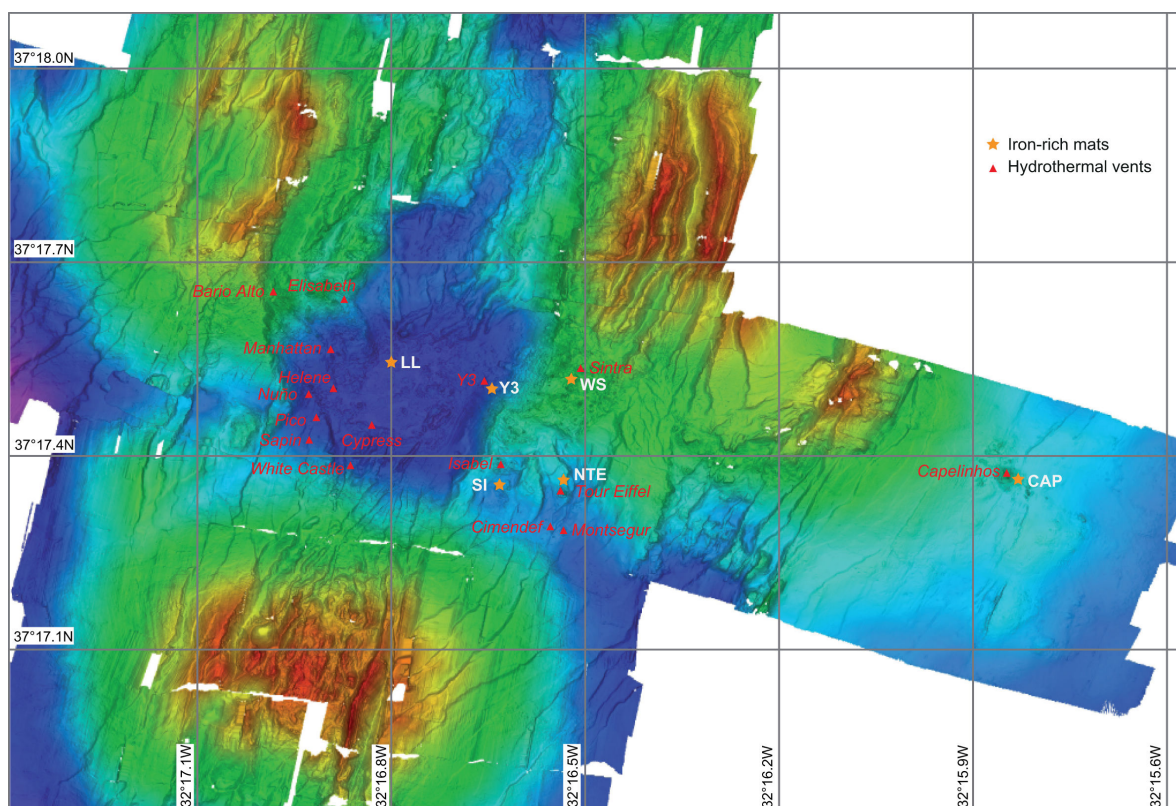 37°18.0N
Iron-rich mats
Hydrothermal vents
37°17.7N
Bano Alto
Elisabeth
Manhattan
LL
Sintra
Helene
Y3
Y3
WS
Nuno
Pico
Sapin
Cypress
37°17.4N
White Castle
Isabel
SI
NTE
Tour Eiffel
Capelinhos
CAP
Cimendef
Montsegur
37°17.1N
32°17.1W
32°16.8W
32°16.5W
32°16.2W
32°15.9W
32°15.6W